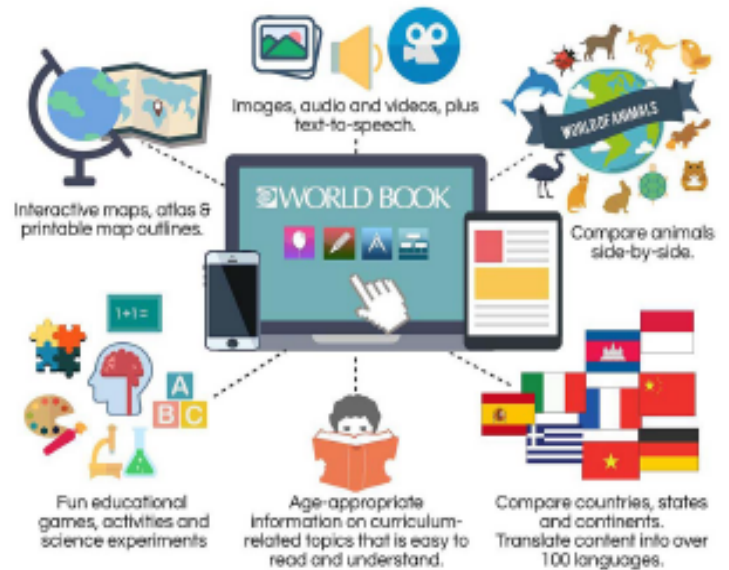 Images, audio and videos, plus
text-to-speech.
WORLD OF ANIMALS
Interactive maps, atlas &
printable map outlines.
WORLD BOOK
Compare animals
side-by-side.
1+1=
A
B C
Fun educational
games, activities and
science experiments
Age-appropriate
information on curriculum-
related topics that is easy to
read and understand.
Compare countries, states
and continents.
Translate content into over
100 languages.